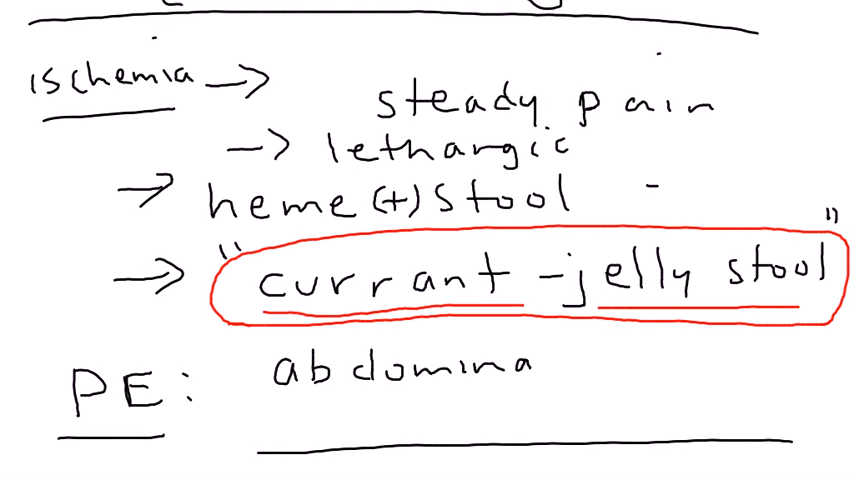 ischemia → steady pain
→ lethargic
→ heme (+) stool
→ "currant-jelly stool"
PE: abdomina